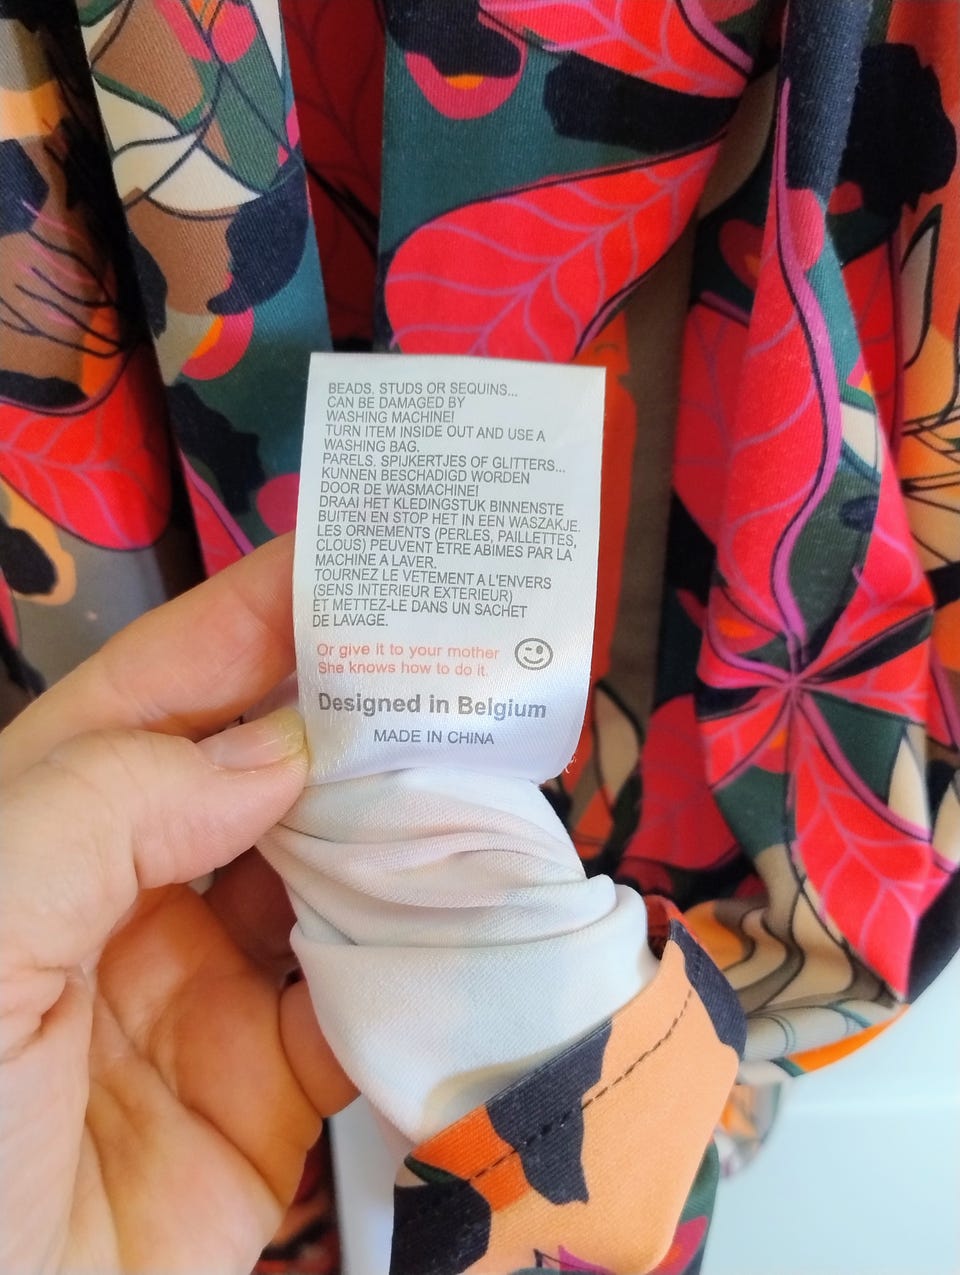 BEADS, STUDS OR SEQUINS...
CAN BE DAMAGED BY
WASHING MACHINE!
TURN ITEM INSIDE OUT AND USE A
WASHING BAG.
PARELS, SPIJKERTJES OF GLITTERS...
KUNNEN BESCHADIGD WORDEN
DOOR DE WASMACHINE!
DRAAI HET KLEDINGSTUK BINNENSTE
BUITEN EN STOP HET IN EEN WASZAKJE.
LES ORNEMENTS (PERLES, PAILLETTES,
CLOUS) PEUVENT ETRE ABIMES PAR LA
MACHINE A LAVER.
TOURNEZ LE VETEMENT A L'ENVERS
(SENS INTERIEUR EXTERIEUR)
ET METTEZ-LE DANS UN SACHET
DE LAVAGE.
Or give it to your mother
She knows how to do it.
Designed in Belgium
MADE IN CHINA